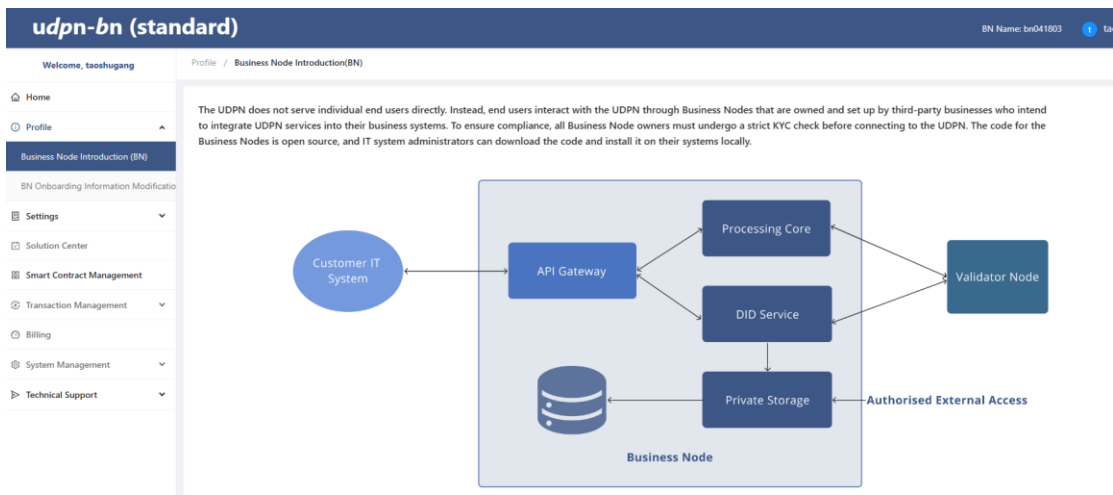 udpn-bn (standard)
BN Name: bn041803
t
Welcome, taoshugang
Profile / Business Node Introduction(BN)
Home
Profile
Business Node Introduction (BN)
BN Onboarding Information Modificatio
Settings
Solution Center
Smart Contract Management
Transaction Management
Billing
System Management
Technical Support
The UDPN does not serve individual end users directly. Instead, end users interact with the UDPN through Business Nodes that are owned and set up by third-party businesses who intend
to integrate UDPN services into their business systems. To ensure compliance, all Business Node owners must undergo a strict KYC check before connecting to the UDPN. The code for the
Business Nodes is open source, and IT system administrators can download the code and install it on their systems locally.
Customer IT
System
API Gateway
Processing Core
DID Service
Validator Node
Private Storage
Authorised External Access
Business Node